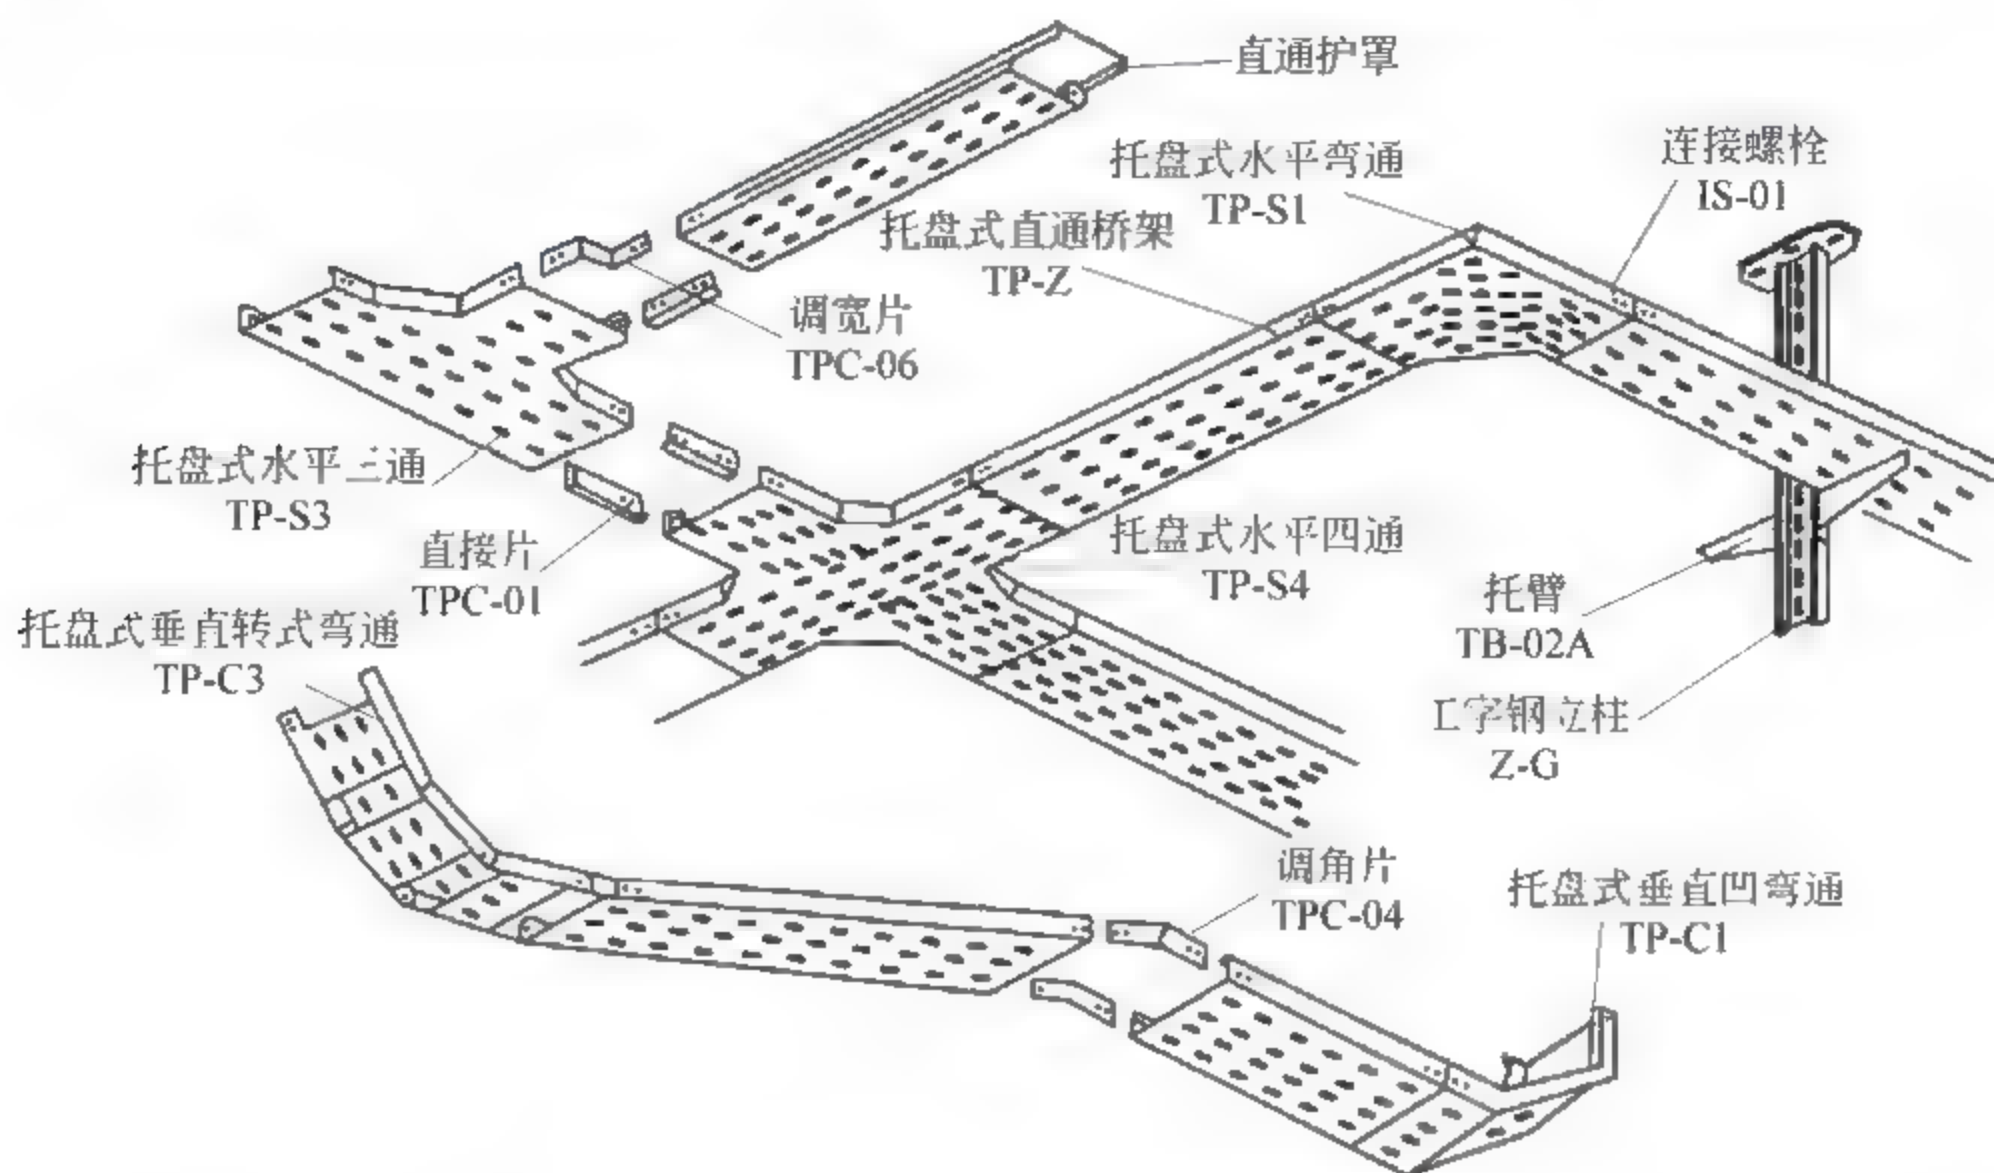 直通护罩
托盘式水平弯通
TP-S1
连接螺栓
IS-01
托盘式直通桥架
TP-Z
调宽片
TPC-06
托盘式水平三通
TP-S3
直接片
TPC-01
托盘式水平四通
TP-S4
托臂
TB-02A
托盘式垂直转式弯通
TP-C3
工字钢立柱
Z-G
调角片
TPC-04
托盘式垂直凹弯通
TP-C1